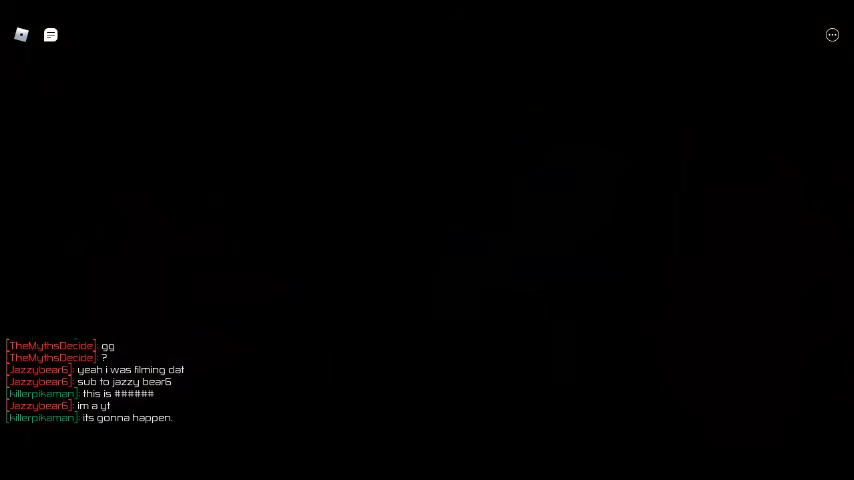 [TheMythsDecide]: gg
[TheMythsDecide]: ?
[Jazzybear6]: yeah i was filming dat
[Jazzybear6]: sub to jazzy bear6
[killerpikaman]: this is ######
[Jazzybear6]: im a yt
[killerpikaman]: its gonna happen.